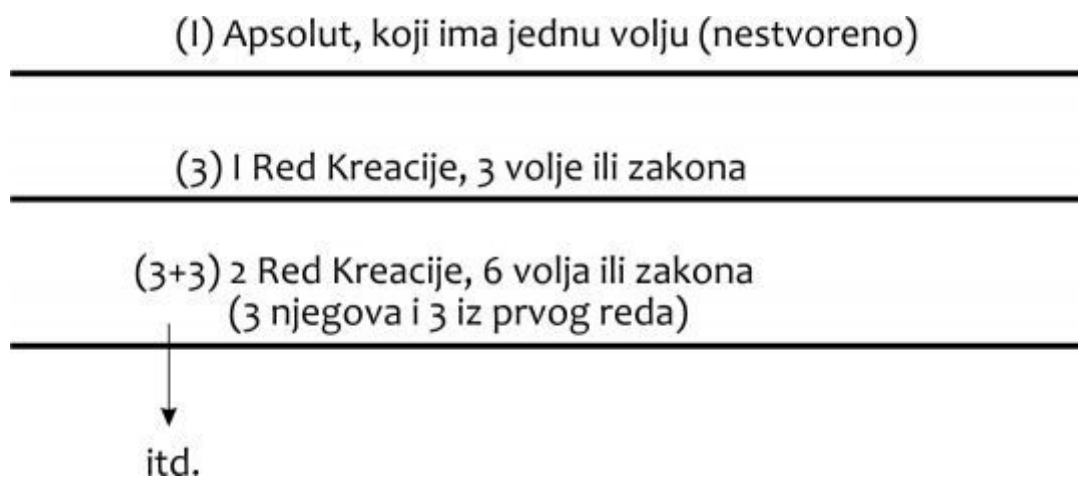 (I) Apsolut, koji ima jednu volju (nestvoreno)
(3) I Red Kreacije, 3 volje ili zakona
(3+3) 2 Red Kreacije, 6 volja ili zakona
(3 njegova i 3 iz prvog reda)
itd.